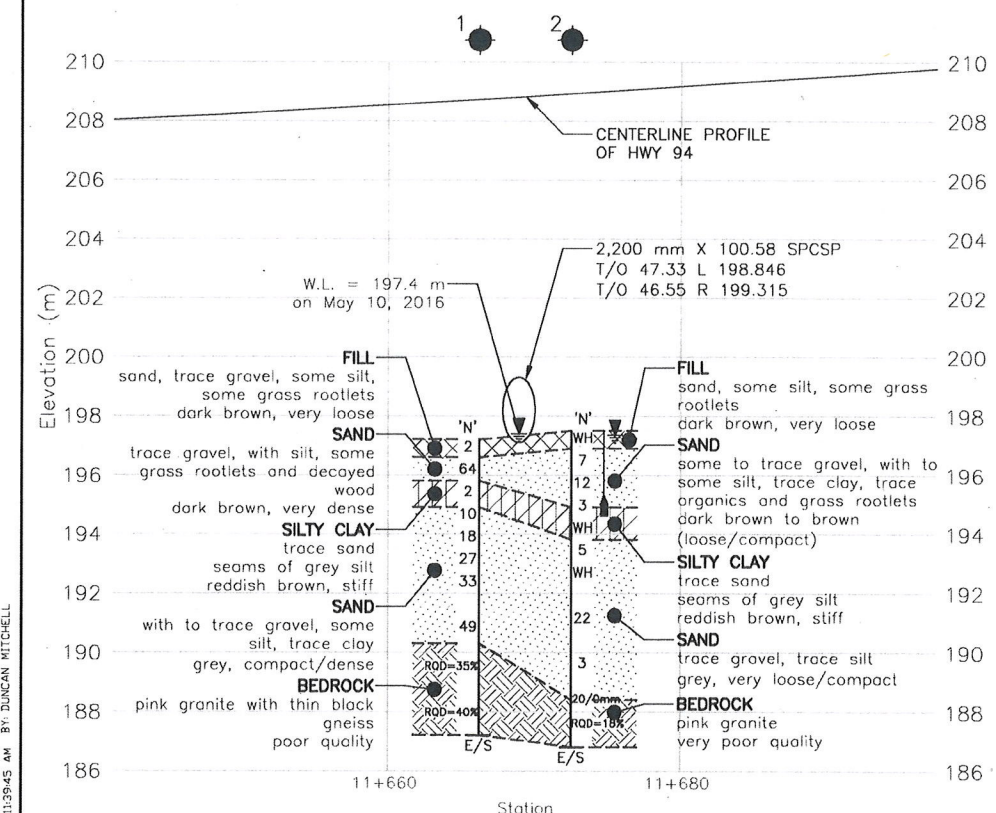 1 2
210 210
208 208
CENTERLINE PROFILE
OF HWY 94
206 206
204 204
2,200 mm X 100.58 SPCSP
T/O 47.33 L 198.846
T/O 46.55 R 199.315
W.L. = 197.4 m
on May 10, 2016
202 202
Elevation (m)
200 200
FILL
sand, trace gravel, some silt,
some grass rootlets
dark brown, very loose
198 198
SAND
trace gravel, with silt, some
grass rootlets and decayed
wood
dark brown, very dense
196 196
SILTY CLAY
trace sand
seams of grey silt
reddish brown, stiff
194 194
SAND
with to trace gravel, some
silt, trace clay
grey, compact/dense
192 192
BEDROCK
pink granite with thin black
gneiss
poor quality
190 190
188 188
186 186
'N'
2
64
2
10
18
27
33
49
RQD=35%
RQD=40%
E/S
'N'
WH
7
12
3
WH
5
WH
22
3
20/0mm
RQD=18%
E/S
FILL
sand, some silt, some grass
rootlets
dark brown, very loose
SAND
some to trace gravel, with to
some silt, trace clay, trace
organics and grass rootlets
dark brown to brown
(loose/compact)
SILTY CLAY
trace sand
seams of grey silt
reddish brown, stiff
SAND
trace gravel, trace silt
grey, very loose/compact
BEDROCK
pink granite
very poor quality
11+660 11+680
Station
11:39:45 AM BY: DUNCAN MITCHELL